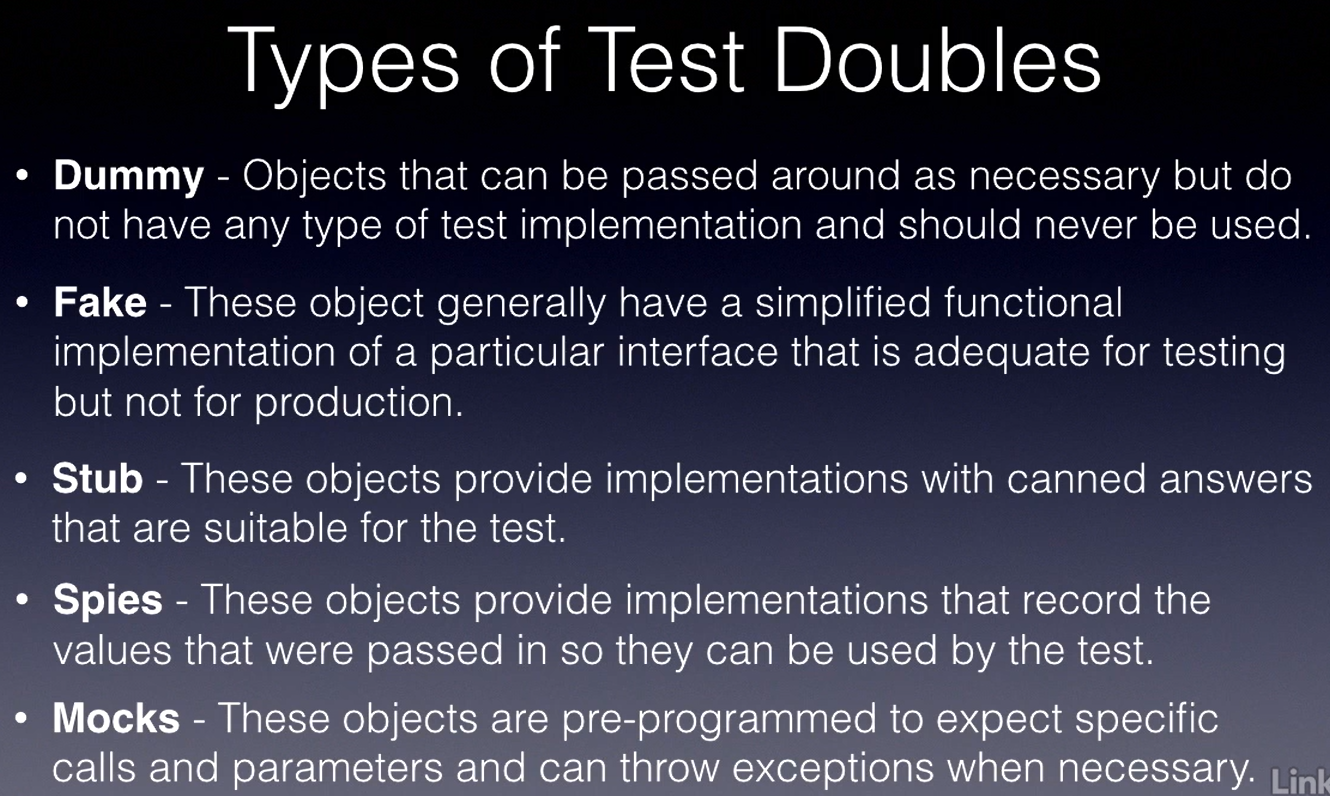 Types of Test Doubles
• Dummy - Objects that can be passed around as necessary but do
not have any type of test implementation and should never be used.
• Fake - These object generally have a simplified functional
implementation of a particular interface that is adequate for testing
but not for production.
• Stub - These objects provide implementations with canned answers
that are suitable for the test.
• Spies - These objects provide implementations that record the
values that were passed in so they can be used by the test.
• Mocks - These objects are pre-programmed to expect specific
calls and parameters and can throw exceptions when necessary.
Link